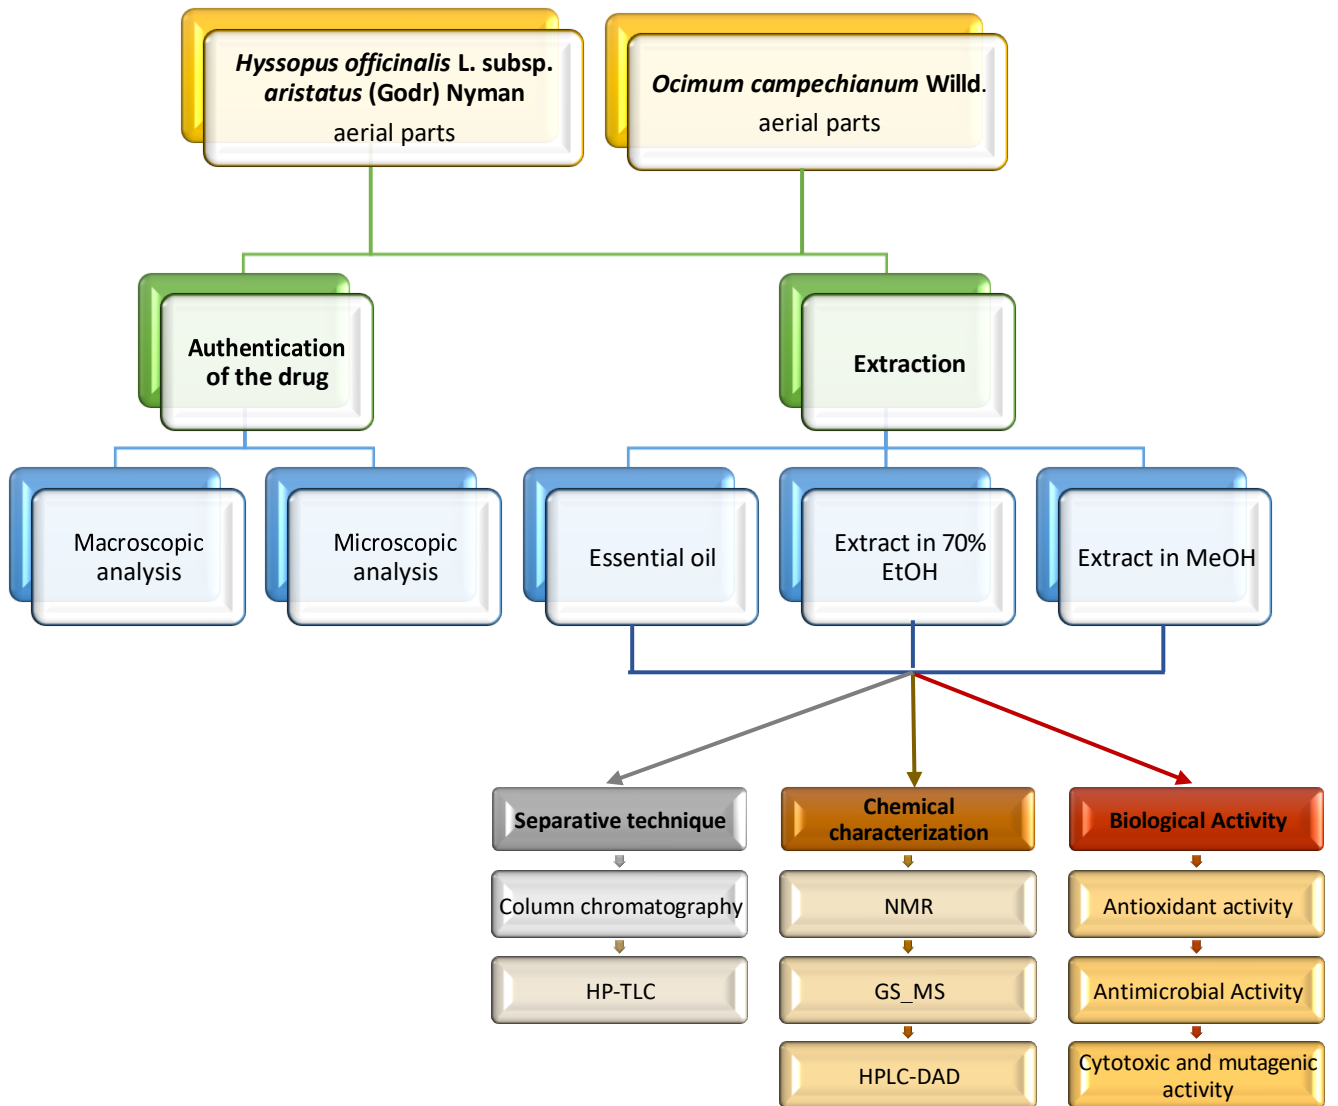 Hyssopus officinalis L. subsp.
aristatus (Godr) Nyman
aerial parts
Ocimum campechianum Willd.
aerial parts
Authentication
of the drug
Extraction
Macroscopic
analysis
Microscopic
analysis
Essential oil
Extract in 70%
EtOH
Extract in MeOH
Separative technique
Column chromatography
HP-TLC
Chemical
characterization
NMR
GS_MS
HPLC-DAD
Biological Activity
Antioxidant activity
Antimicrobial Activity
Cytotoxic and mutagenic
activity